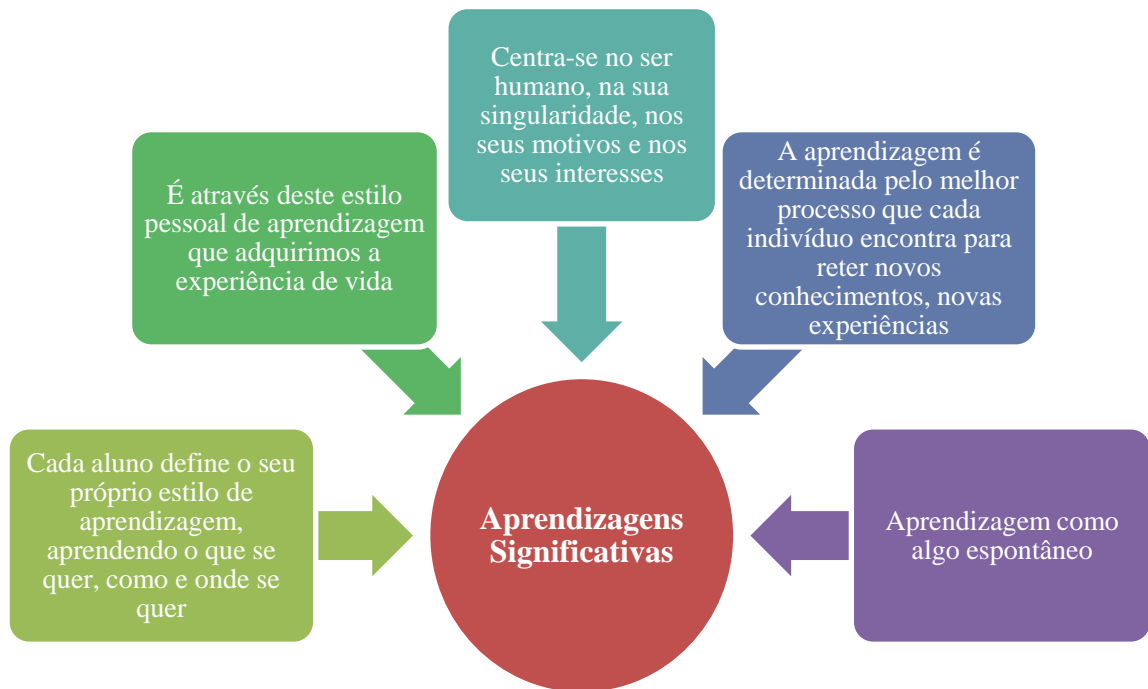 Centra-se no ser
humano, na sua
singularidade, nos
seus motivos e nos
seus interesses
É através deste estilo
pessoal de aprendizagem
que adquirimos a
experiência de vida
A aprendizagem é
determinada pelo melhor
processo que cada
indivíduo encontra para
reter novos
conhecimentos, novas
experiências
Cada aluno define o seu
próprio estilo de
aprendizagem,
aprendendo o que se
quer, como e onde se
quer
Aprendizagens
Significativas
Aprendizagem como
algo espontâneo